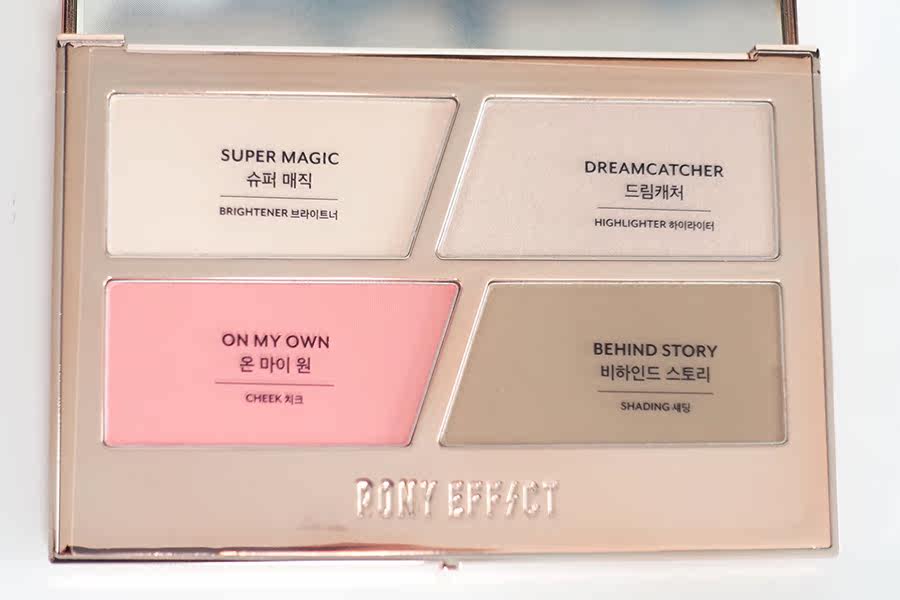 SUPER MAGIC
슈퍼 매직
BRIGHTENER 브라이트너
DREAMCATCHER
드림캐처
HIGHLIGHTER 하이라이터
ON MY OWN
온 마이 원
CHEEK 치크
BEHIND STORY
비하인드 스토리
SHADING 섀딩
PONY EFFECT